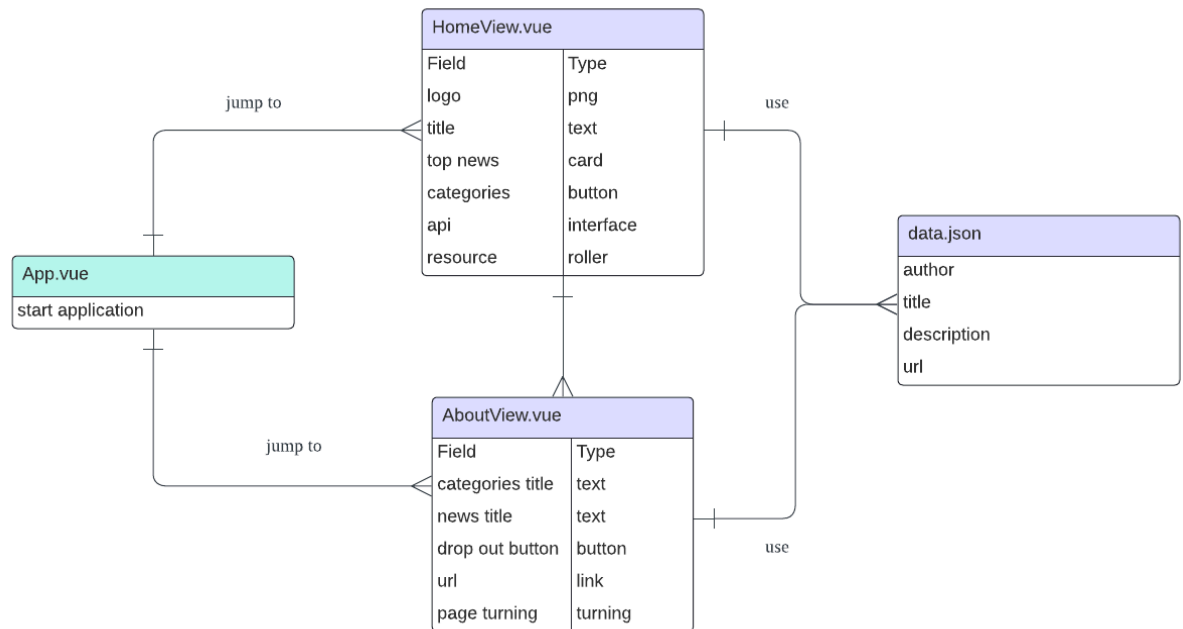 HomeView.vue
Field Type
logo png
title text
top news card
categories button
api interface
resource roller
jump to
use
App.vue
start application
data.json
author
title
description
url
jump to
AboutView.vue
Field Type
categories title text
news title text
drop out button button
url link
page turning turning
use